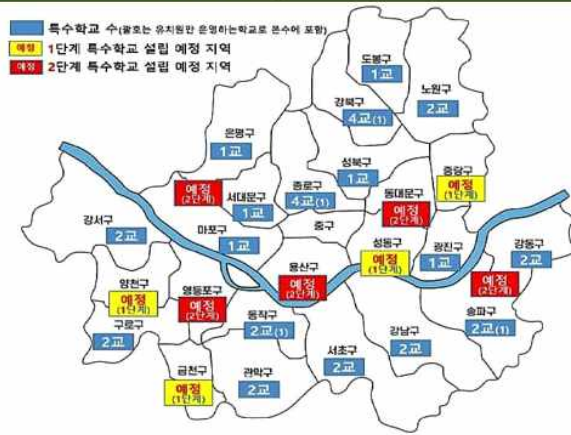 특수학교 수(괄호는 유치원만 운영하는학교로 본수에 포함)
예정 1단계 특수학교 설립 예정 지역
예정 2단계 특수학교 설립 예정 지역
도봉구
1교
노원구
2교
강북구
4교(1)
은평구
1교
성북구
1교
중랑구
예정
(1단계)
예정
(2단계)
서대문구
1교
종로구
4교(1)
동대문구
예정
(2단계)
강서구
2교
마포구
1교
중구
성동구
예정
(1단계)
광진구
1교
강동구
2교
용산구
예정
(2단계)
예정
(2단계)
양천구
예정
(1단계)
영등포구
예정
(2단계)
구로구
2교
동작구
2교(1)
송파구
2교(1)
강남구
2교
서초구
2교
금천구
예정
(1단계)
관악구
2교